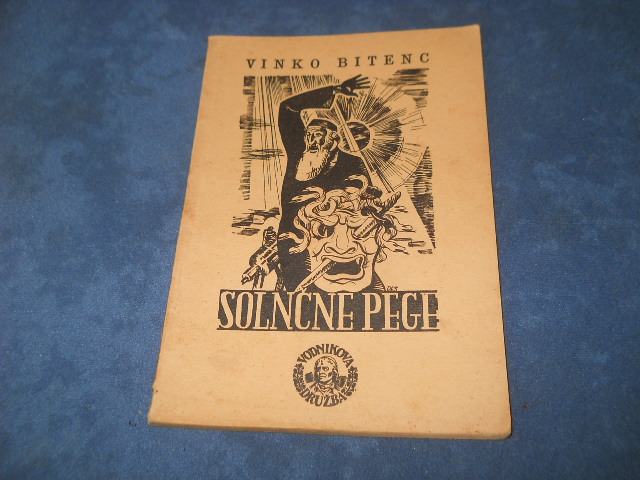 VINKO BITENC
SOLNČNE PEGE
VODNIKOVA
DRUŽBA